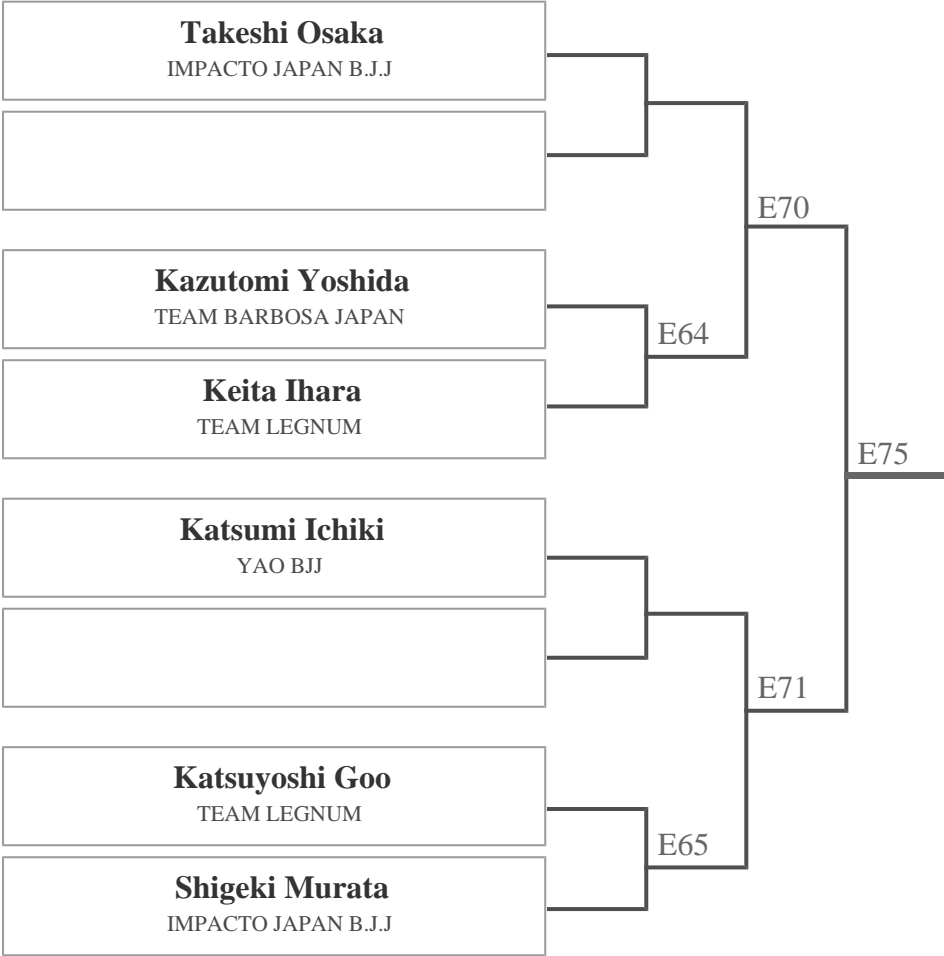 Takeshi Osaka
IMPACTO JAPAN B.J.J
E70
Kazutomi Yoshida
TEAM BARBOSA JAPAN
E64
Keita Ihara
TEAM LEGNUM
E75
Katsumi Ichiki
YAO BJJ
E71
Katsuyoshi Goo
TEAM LEGNUM
E65
Shigeki Murata
IMPACTO JAPAN B.J.J